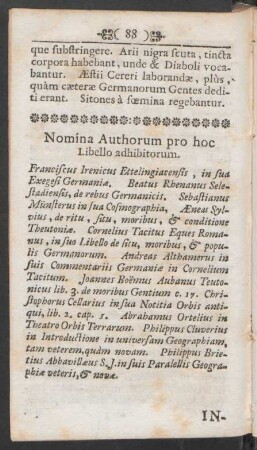 ( 88 )
que substringere. Arii nigra scuta, tincta
corpora habebant, unde & Diaboli voca-
bantur. Æstii Cereri laborandæ, plùs,
quàm cæteræ Germanorum Gentes dedi-
ti erant. Sitones à fœmina regebantur.
Nomina Authorum pro hoc
Libello adhibitorum.
Franciscus Irenicus Ettelingiacensis, in sua
Exegesi Germaniæ. Beatus Rhenanus Sele-
stadiensis, de rebus Germanicis. Sebastianus
Münsterus in sua Cosmographia. Æneas Syl-
vius, de ritu, situ, moribus, & conditione
Theutoniæ. Cornelius Tacitus Eques Roma-
nus, in suo Libello de situ, moribus, & popu-
lis Germanorum. Andreas Althamerus in
suis Commentariis Germaniæ in Cornelium
Tacitum. Joannes Boëmus Aubanus Teuto-
nicus lib. 3. de moribus Gentium c. 17. Chri-
stophorus Cellarius in sua Notitia Orbis anti-
qui, lib. 2. cap. 5. Abrahamus Ortelius in
Theatro Orbis Terrarum. Philippus Cluverius
in Introductione in universam Geographiam,
tam veterem, quàm novam. Philippus Brie-
tius Abbavillæus S. J. in suis Paralellis Geogra-
phiæ veteris, & novæ.
IN-